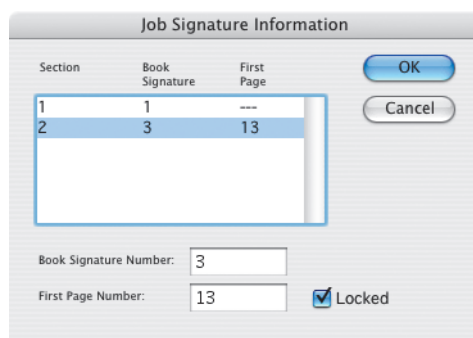 Job Signature Information
Section Book Signature First Page
1 1 ---
2 3 13
OK
Cancel
Book Signature Number: 3
First Page Number: 13
Locked